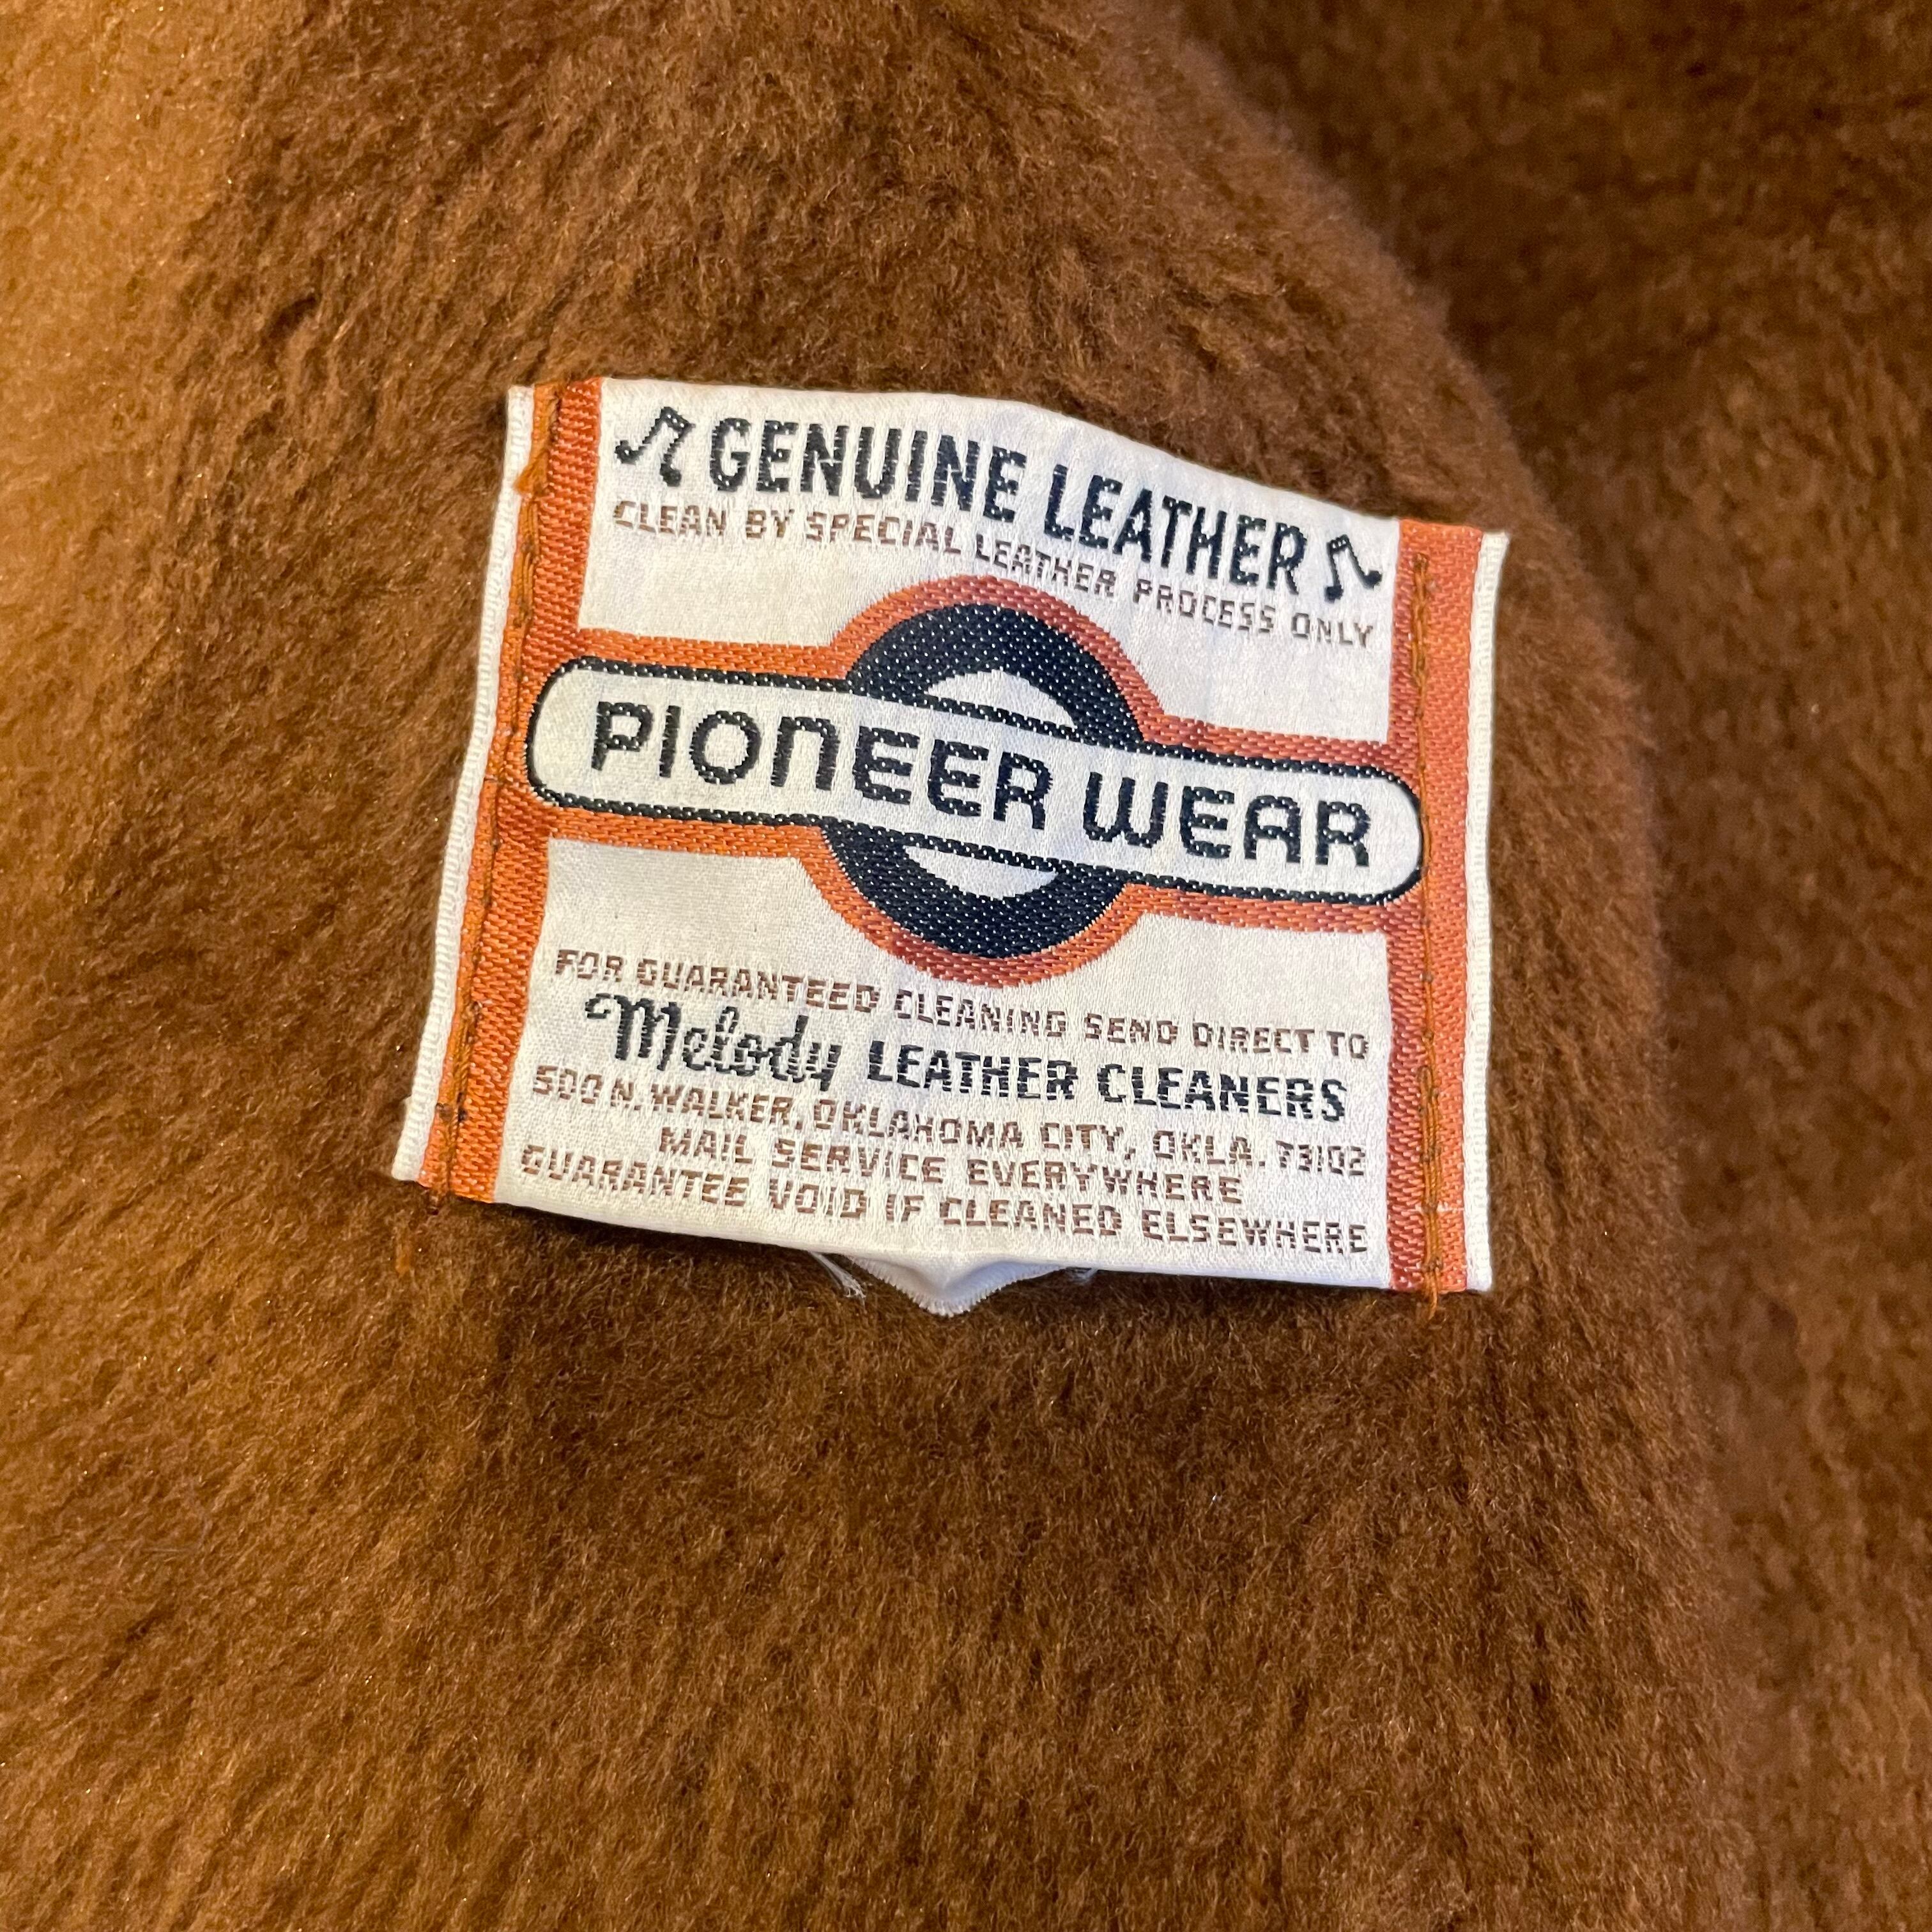 GENUINE LEATHER
CLEAN BY SPECIAL LEATHER PROCESS ONLY
PIONEER WEAR
FOR GUARANTEED CLEANING SEND DIRECT TO
Melody LEATHER CLEANERS
500 N. WALKER, OKLAHOMA CITY, OKLA. 73102
MAIL SERVICE EVERYWHERE
GUARANTEE VOID IF CLEANED ELSEWHERE